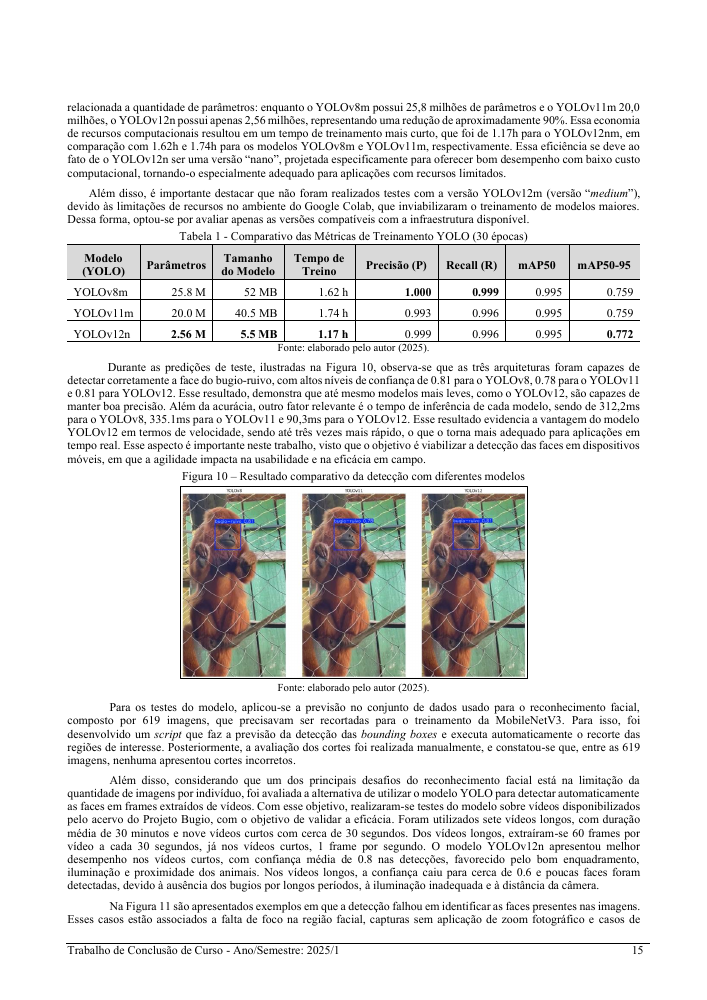 relacionada a quantidade de parâmetros: enquanto o YOLOv8m possui 25,8 milhões de parâmetros e o YOLOv11m 20,0
milhões, o YOLOv12n possui apenas 2,56 milhões, representando uma redução de aproximadamente 90%. Essa economia
de recursos computacionais resultou em um tempo de treinamento mais curto, que foi de 1.17h para o YOLOv12nm, em
comparação com 1.62h e 1.74h para os modelos YOLOv8m e YOLOv11m, respectivamente. Essa eficiência se deve ao
fato de o YOLOv12n ser uma versão “nano”, projetada especificamente para oferecer bom desempenho com baixo custo
computacional, tornando-o especialmente adequado para aplicações com recursos limitados.
Além disso, é importante destacar que não foram realizados testes com a versão YOLOv12m (versão “medium”),
devido às limitações de recursos no ambiente do Google Colab, que inviabilizaram o treinamento de modelos maiores.
Dessa forma, optou-se por avaliar apenas as versões compatíveis com a infraestrutura disponível.
Tabela 1 - Comparativo das Métricas de Treinamento YOLO (30 épocas)
Modelo (YOLO) Parâmetros Tamanho do Modelo Tempo de Treino Precisão (P) Recall (R) mAP50 mAP50-95
YOLOv8m 25.8 M 52 MB 1.62 h 1.000 0.999 0.995 0.759
YOLOv11m 20.0 M 40.5 MB 1.74 h 0.993 0.996 0.995 0.759
YOLOv12n 2.56 M 5.5 MB 1.17 h 0.999 0.996 0.995 0.772
Fonte: elaborado pelo autor (2025).
Durante as predições de teste, ilustradas na Figura 10, observa-se que as três arquiteturas foram capazes de
detectar corretamente a face do bugio-ruivo, com altos níveis de confiança de 0.81 para o YOLOv8, 0.78 para o YOLOv11
e 0.81 para YOLOv12. Esse resultado, demonstra que até mesmo modelos mais leves, como o YOLOv12, são capazes de
manter boa precisão. Além da acurácia, outro fator relevante é o tempo de inferência de cada modelo, sendo de 312,2ms
para o YOLOv8, 335.1ms para o YOLOv11 e 90,3ms para o YOLOv12. Esse resultado evidencia a vantagem do modelo
YOLOv12 em termos de velocidade, sendo até três vezes mais rápido, o que o torna mais adequado para aplicações em
tempo real. Esse aspecto é importante neste trabalho, visto que o objetivo é viabilizar a detecção das faces em dispositivos
móveis, em que a agilidade impacta na usabilidade e na eficácia em campo.
Figura 10 – Resultado comparativo da detecção com diferentes modelos
YOLOv8 YOLOv11 YOLOv12
bugio-ruivo 0.81 bugio-ruivo 0.78 bugio-ruivo 0.81
Fonte: elaborado pelo autor (2025).
Para os testes do modelo, aplicou-se a previsão no conjunto de dados usado para o reconhecimento facial,
composto por 619 imagens, que precisavam ser recortadas para o treinamento da MobileNetV3. Para isso, foi
desenvolvido um script que faz a previsão da detecção das bounding boxes e executa automaticamente o recorte das
regiões de interesse. Posteriormente, a avaliação dos cortes foi realizada manualmente, e constatou-se que, entre as 619
imagens, nenhuma apresentou cortes incorretos.
Além disso, considerando que um dos principais desafios do reconhecimento facial está na limitação da
quantidade de imagens por indivíduo, foi avaliada a alternativa de utilizar o modelo YOLO para detectar automaticamente
as faces em frames extraídos de vídeos. Com esse objetivo, realizaram-se testes do modelo sobre vídeos disponibilizados
pelo acervo do Projeto Bugio, com o objetivo de validar a eficácia. Foram utilizados sete vídeos longos, com duração
média de 30 minutos e nove vídeos curtos com cerca de 30 segundos. Dos vídeos longos, extraíram-se 60 frames por
vídeo a cada 30 segundos, já nos vídeos curtos, 1 frame por segundo. O modelo YOLOv12n apresentou melhor
desempenho nos vídeos curtos, com confiança média de 0.8 nas detecções, favorecido pelo bom enquadramento,
iluminação e proximidade dos animais. Nos vídeos longos, a confiança caiu para cerca de 0.6 e poucas faces foram
detectadas, devido à ausência dos bugios por longos períodos, à iluminação inadequada e à distância da câmera.
Na Figura 11 são apresentados exemplos em que a detecção falhou em identificar as faces presentes nas imagens.
Esses casos estão associados a falta de foco na região facial, capturas sem aplicação de zoom fotográfico e casos de
Trabalho de Conclusão de Curso - Ano/Semestre: 2025/1 15